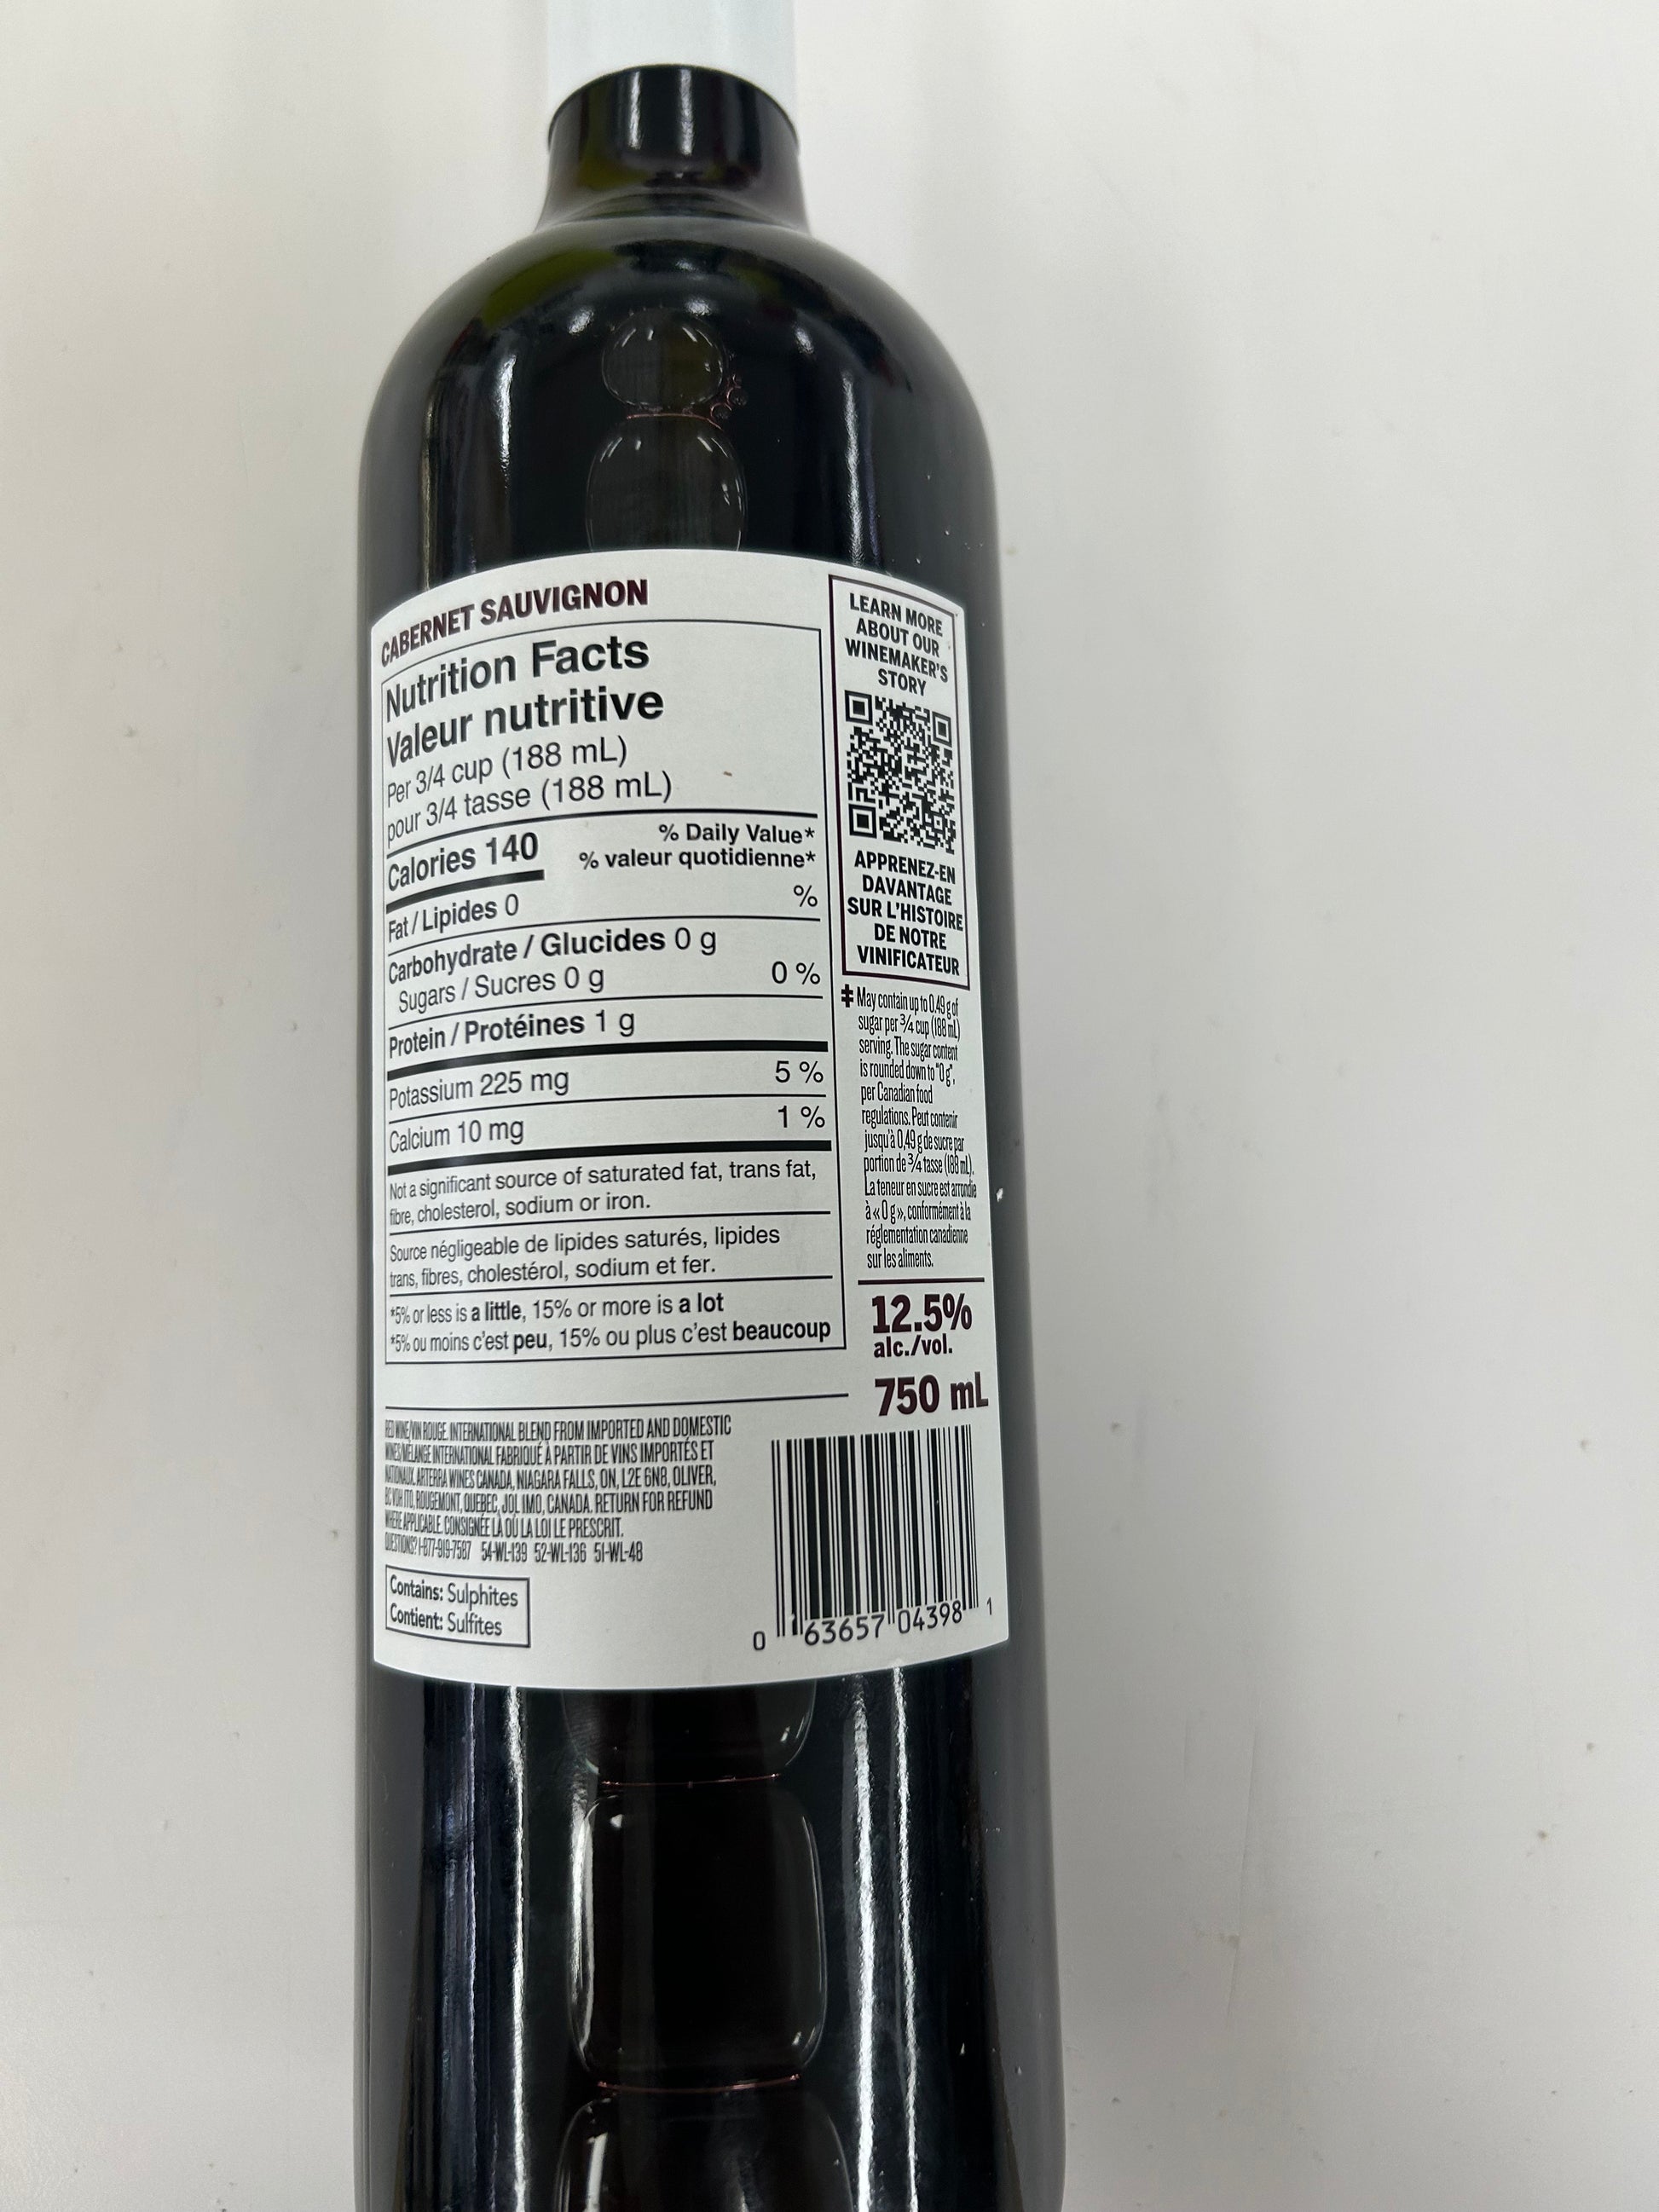 CABERNET SAUVIGNON
Nutrition Facts
Valeur nutritive
Per 3/4 cup (188 mL)
pour 3/4 tasse (188 mL)
Calories 140
% Daily Value*
% valeur quotidienne*
Fat / Lipides 0 %
Carbohydrate / Glucides 0 g
Sugars / Sucres 0 g 0 %
Protein / Protéines 1 g
Potassium 225 mg 5 %
Calcium 10 mg 1 %
Not a significant source of saturated fat, trans fat,
fibre, cholesterol, sodium or iron.
Source négligeable de lipides saturés, lipides
trans, fibres, cholestérol, sodium et fer.
*5% or less is a little, 15% or more is a lot
*5% ou moins c'est peu, 15% ou plus c'est beaucoup
LEARN MORE
ABOUT OUR
WINEMAKER'S
STORY
APPRENEZ-EN
DAVANTAGE
SUR L'HISTOIRE
DE NOTRE
VINIFICATEUR
‡ May contain up to 0.49 g of
sugar per 3/4 cup (188 mL)
serving. The sugar content
is rounded down to "0 g",
per Canadian food
regulations. Peut contenir
jusqu'à 0,49 g de sucre par
portion de 3/4 tasse (188 mL).
La teneur en sucre est arrondie
à « 0 g », conformément à la
réglementation canadienne
sur les aliments.
12.5%
alc./vol.
750 mL
RED WINE/VIN ROUGE. INTERNATIONAL BLEND FROM IMPORTED AND DOMESTIC
WINES/MÉLANGE INTERNATIONAL FABRIQUÉ À PARTIR DE VINS IMPORTÉS ET
NATIONAUX. ARTERRA WINES CANADA, NIAGARA FALLS, ON, L2E 6N8, OLIVER,
BC V0H 1T0, ROUGEMONT, QUEBEC, J0L 1M0, CANADA. RETURN FOR REFUND
WHERE APPLICABLE. CONSIGNÉE LÀ OÙ LA LOI LE PRESCRIT.
QUESTIONS? 1-877-919-7587 54-WL-139 52-WL-136 51-WL-48
Contains: Sulphites
Contient: Sulfites
0 63657 04398 1